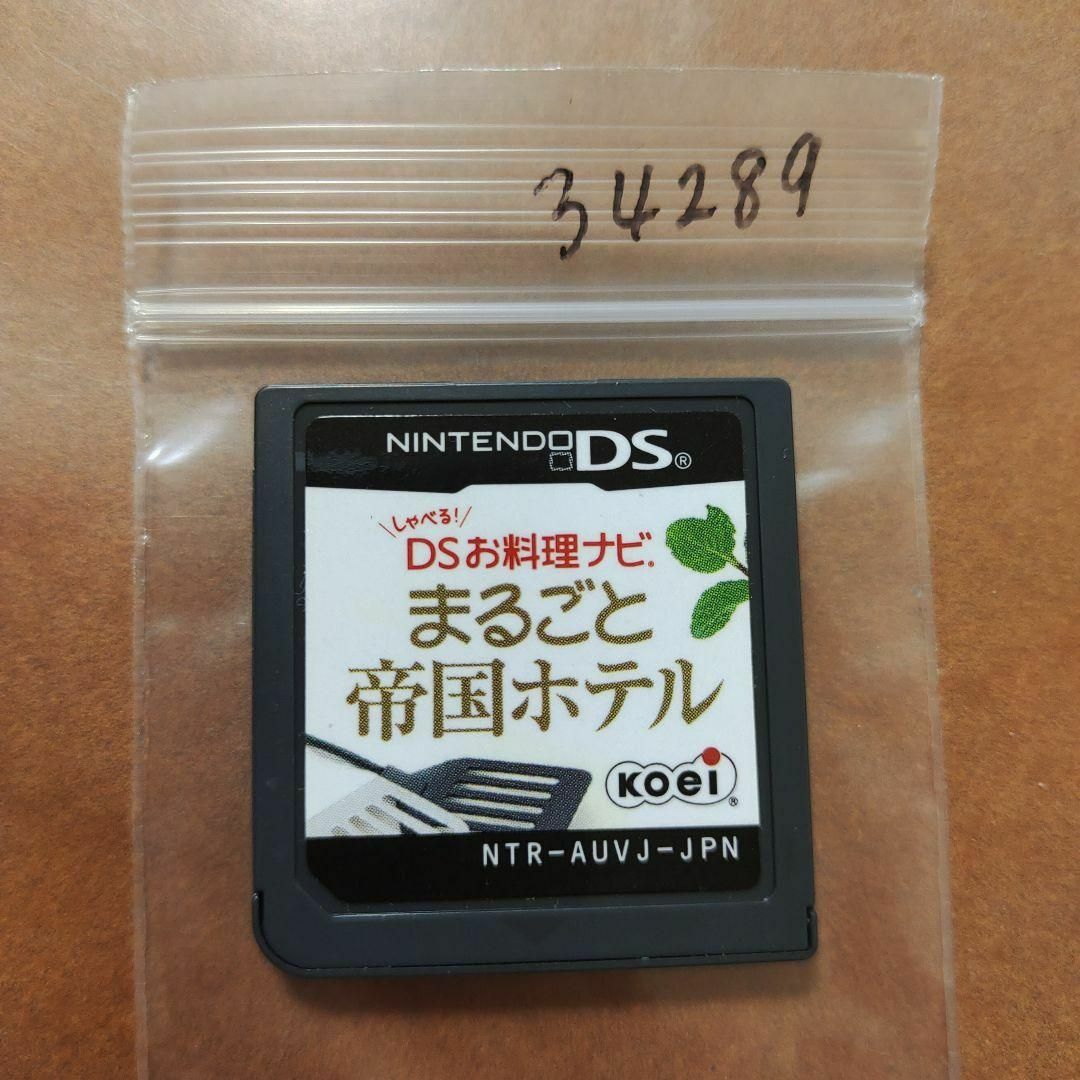 34289
NINTENDO DS®
しゃべる!
DSお料理ナビ®
まるごと
帝国ホテル
KOEI®
NTR-AUVJ-JPN